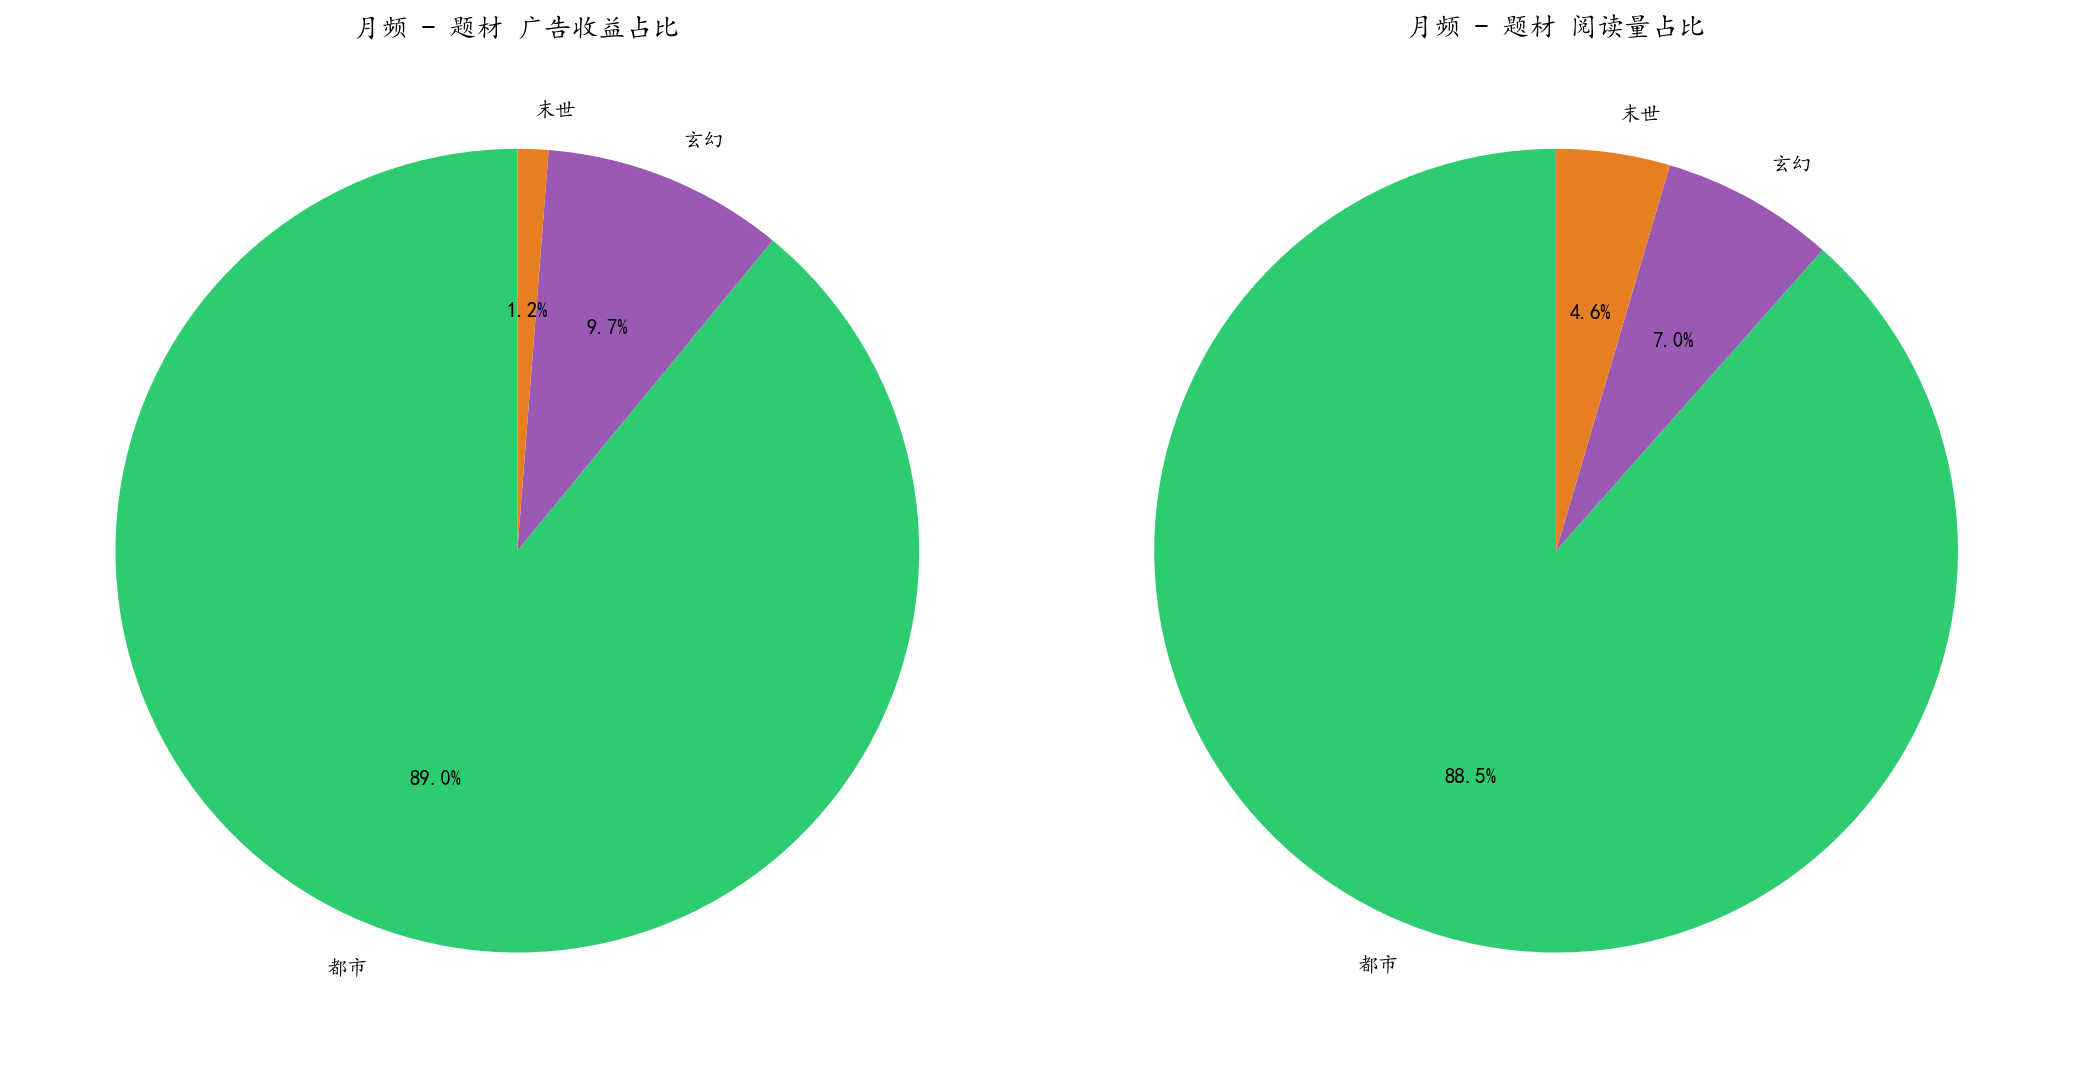 月频 - 题材 广告收益占比
末世
玄幻
1.2%
9.7%
89.0%
都市
月频 - 题材 阅读量占比
末世
玄幻
4.6%
7.0%
88.5%
都市